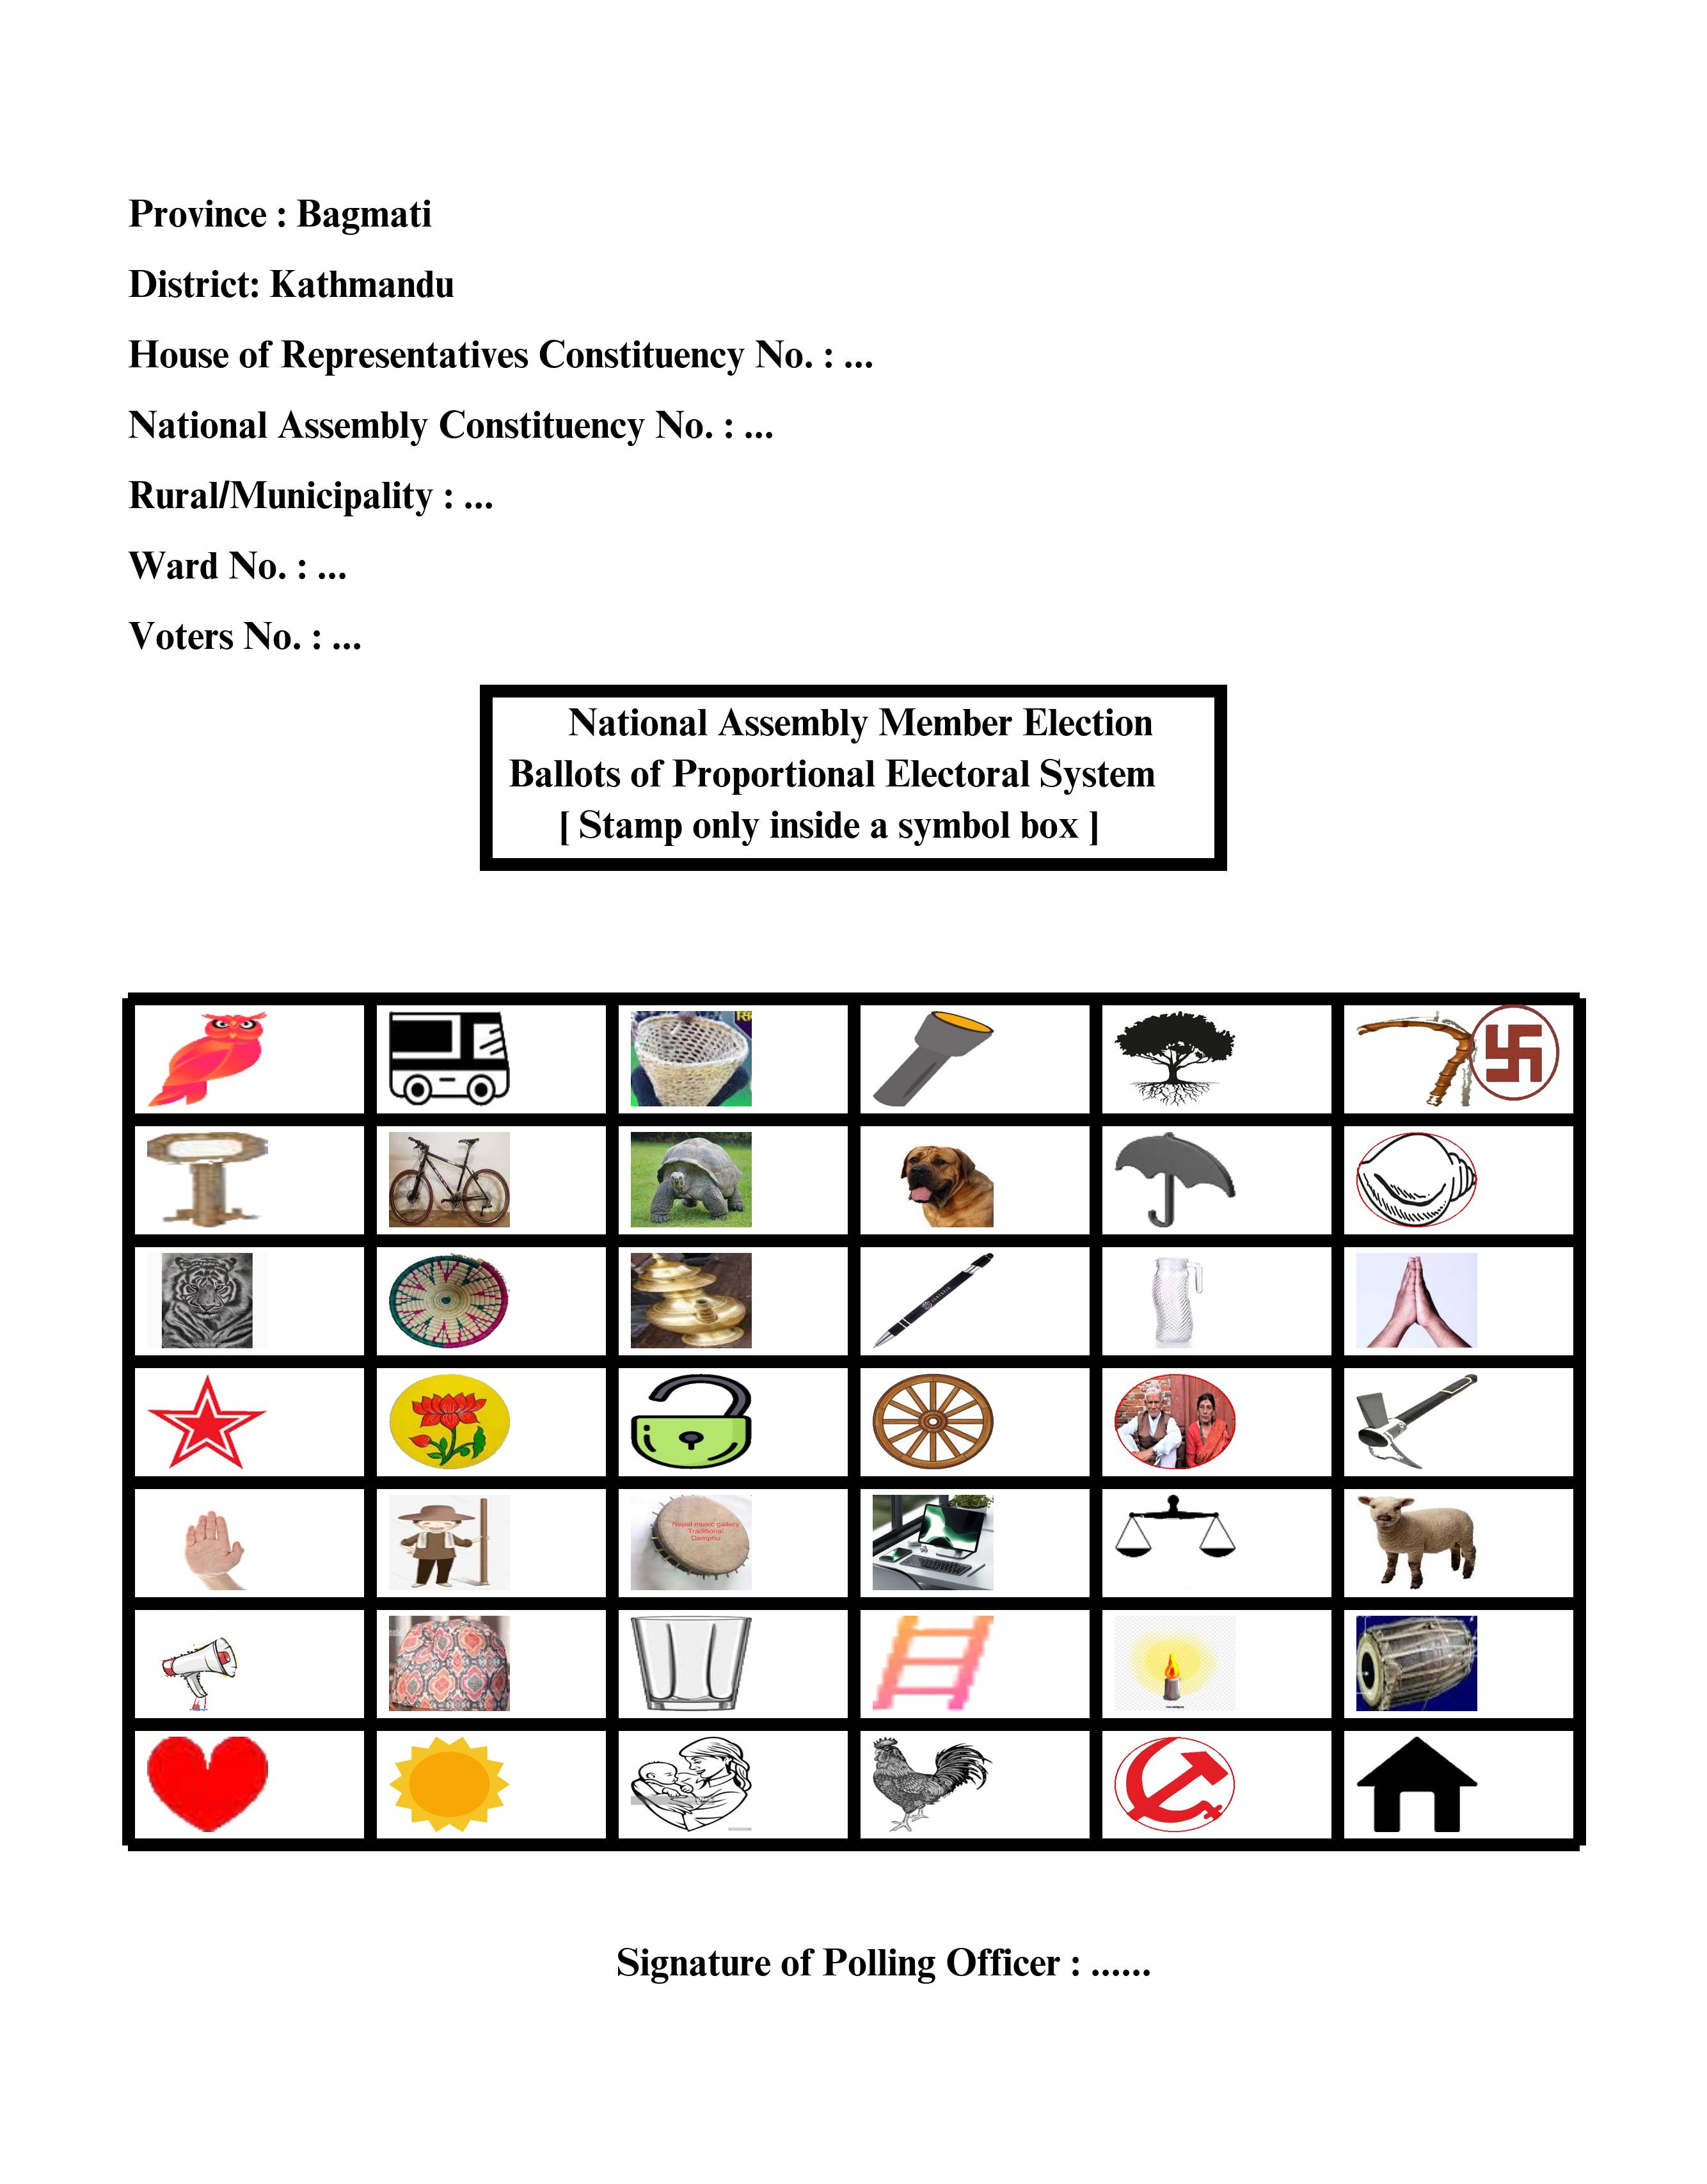 Province : Bagmati
District: Kathmandu
House of Representatives Constituency No. : ...
National Assembly Constituency No. : ...
Rural/Municipality : ...
Ward No. : ...
Voters No. : ...
National Assembly Member Election
Ballots of Proportional Electoral System
[ Stamp only inside a symbol box ]
Nepal music gallery
Traditional
Damphu
Signature of Polling Officer : ......